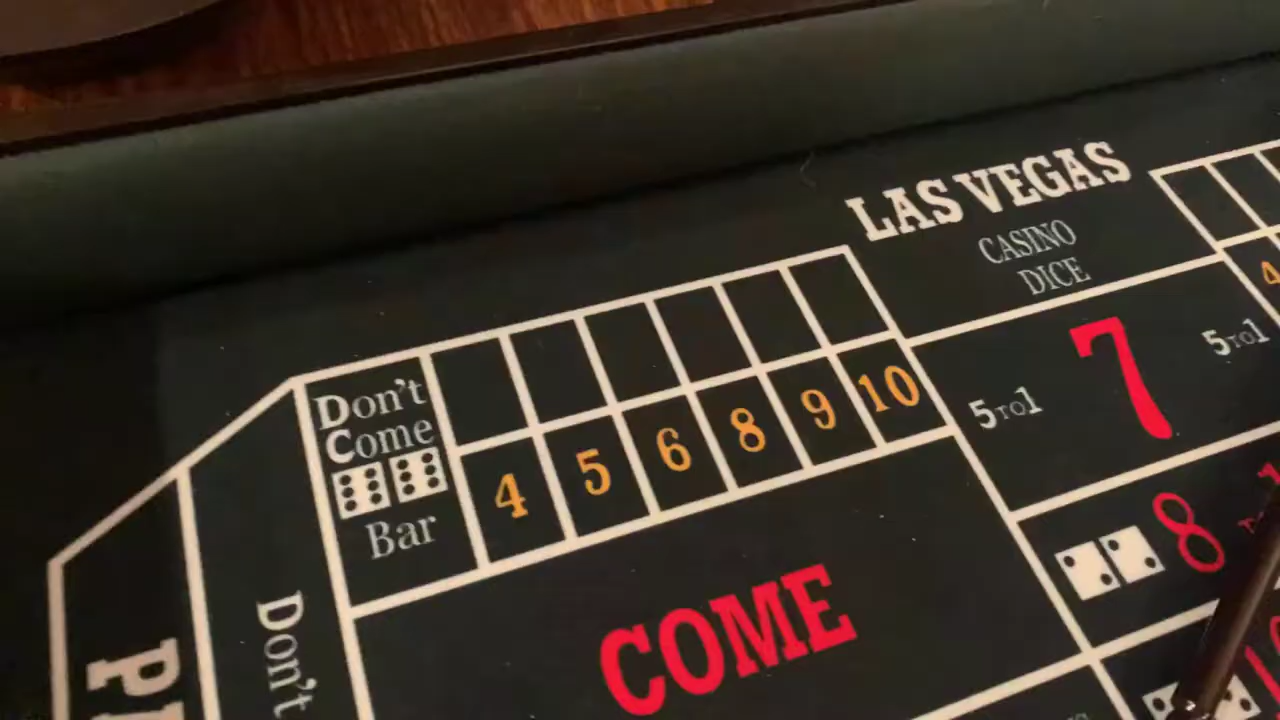 LAS VEGAS
CASINO
DICE
Don't
Come
Bar
4 5 6 8 9 10
4
5 to 1
7
5 to 1
8
COME
Don't